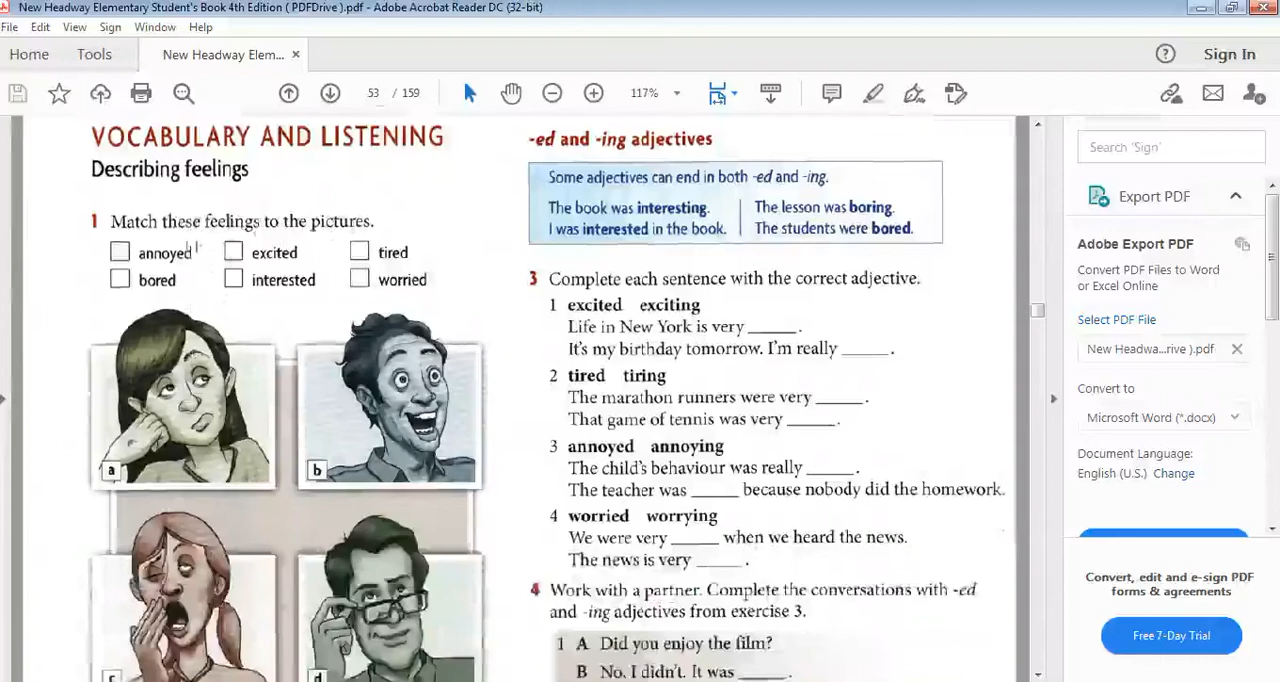 New Headway Elementary Student's Book 4th Edition ( PDFDrive ).pdf - Adobe Acrobat Reader DC (32-bit)
File Edit View Sign Window Help
Home Tools New Headway Elem... × Sign In
53 / 159 117%
VOCABULARY AND LISTENING
Describing feelings
1 Match these feelings to the pictures.
annoyed excited tired
bored interested worried
a b
c d
-ed and -ing adjectives
Some adjectives can end in both -ed and -ing.
The book was interesting. The lesson was boring.
I was interested in the book. The students were bored.
3 Complete each sentence with the correct adjective.
1 excited exciting
Life in New York is very _____.
It's my birthday tomorrow. I'm really _____.
2 tired tiring
The marathon runners were very _____.
That game of tennis was very _____.
3 annoyed annoying
The child's behaviour was really _____.
The teacher was _____ because nobody did the homework.
4 worried worrying
We were very _____ when we heard the news.
The news is very _____.
4 Work with a partner. Complete the conversations with -ed
and -ing adjectives from exercise 3.
1 A Did you enjoy the film?
B No, I didn't. It was _____.
Search 'Sign'
Export PDF
Adobe Export PDF
Convert PDF Files to Word
or Excel Online
Select PDF File
New Headwa...rive ).pdf ×
Convert to
Microsoft Word (*.docx)
Document Language:
English (U.S.) Change
Convert, edit and e-sign PDF
forms & agreements
Free 7-Day Trial